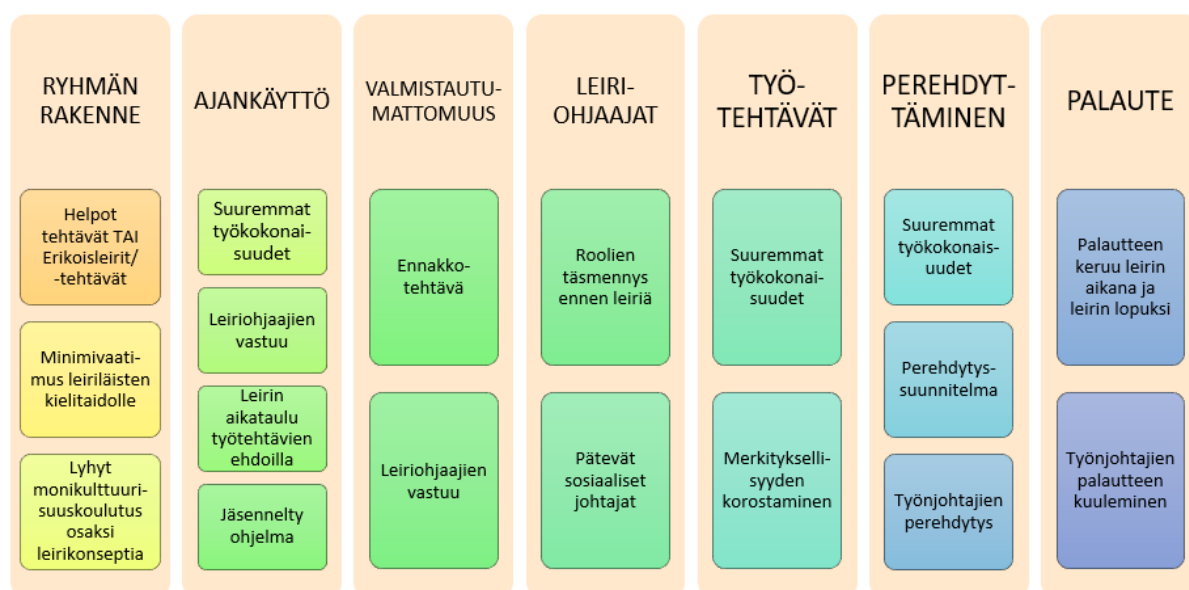 RYHMÄN
RAKENNE
Helpot
tehtävät TAI
Erikoisleirit/
-tehtävät
Minimivaati-
mus leiriläisten
kielitaidolle
Lyhyt
monikulttuuri-
suuskoulutus
osaksi
leirikonseptia
AJANKÄYTTÖ
Suuremmat
työkokonai-
suudet
Leiriohjaajien
vastuu
Leirin
aikataulu
työtehtävien
ehdoilla
Jäsennelty
ohjelma
VALMISTAUTU-
MATTOMUUS
Ennakko-
tehtävä
Leiriohjaajien
vastuu
LEIRI-
OHJAAJAT
Roolien
täsmennys
ennen leiriä
Pätevät
sosiaaliset
johtajat
TYÖ-
TEHTÄVÄT
Suuremmat
työkokonai-
suudet
Merkitykselli-
syyden
korostaminen
PEREHDYT-
TÄMINEN
Suuremmat
työkokonais-
uudet
Perehdytys-
suunnitelma
Työnjohtajien
perehdytys
PALAUTE
Palautteen
keruu leirin
aikana ja
leirin lopuksi
Työnjohtajien
palautteen
kuuleminen